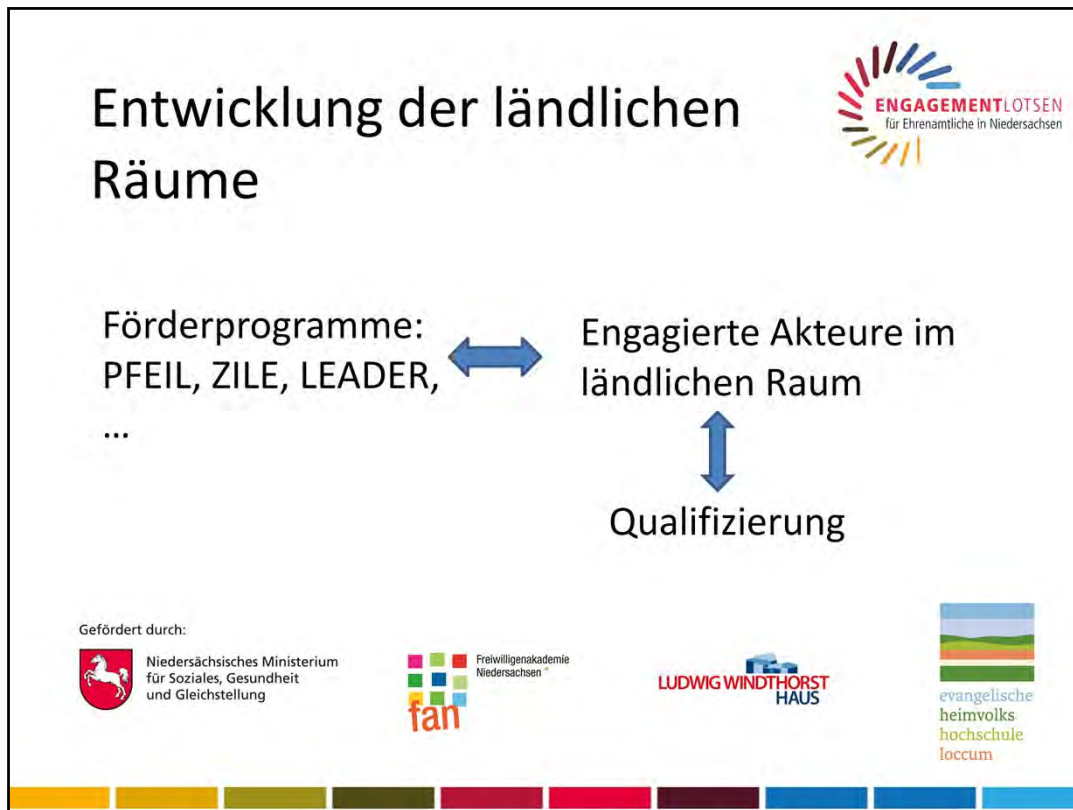 Entwicklung der ländlichen
Räume
ENGAGEMENTLOTSEN
für Ehrenamtliche in Niedersachsen
Förderprogramme:
PFEIL, ZILE, LEADER,
...
Engagierte Akteure im
ländlichen Raum
Qualifizierung
Gefördert durch:
Niedersächsisches Ministerium
für Soziales, Gesundheit
und Gleichstellung
Freiwilligenakademie
Niedersachsen
fan
LUDWIG WINDTHORST
HAUS
evangelische
heimvolks
hochschule
loccum